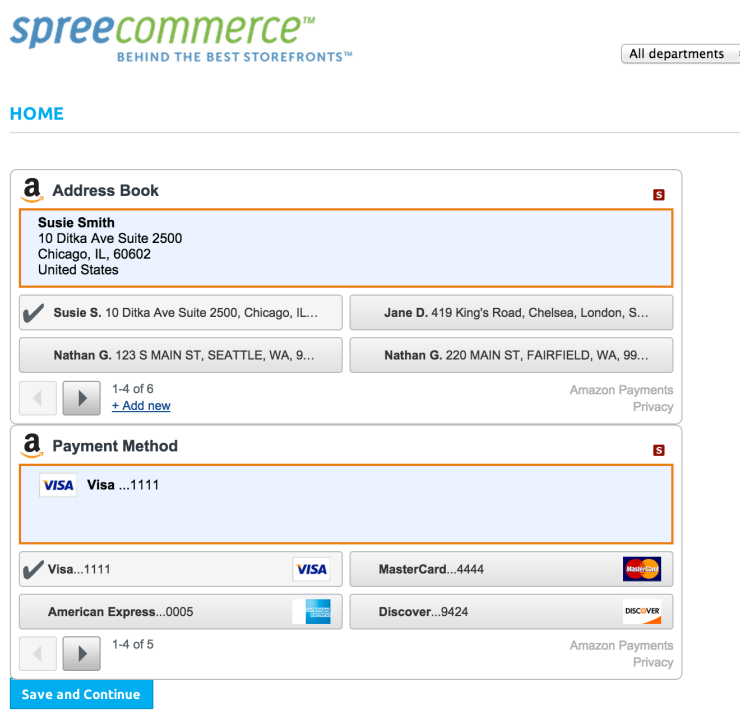 spreecommerce™
BEHIND THE BEST STOREFRONTS™
All departments
HOME
a Address Book
S
Susie Smith
10 Ditka Ave Suite 2500
Chicago, IL, 60602
United States
Susie S. 10 Ditka Ave Suite 2500, Chicago, IL...
Jane D. 419 King's Road, Chelsea, London, S...
Nathan G. 123 S MAIN ST, SEATTLE, WA, 9...
Nathan G. 220 MAIN ST, FAIRFIELD, WA, 99...
1-4 of 6
+ Add new
Amazon Payments
Privacy
a Payment Method
S
VISA Visa ...1111
Visa...1111 VISA
MasterCard...4444 MasterCard
American Express...0005
Discover...9424 DISCOVER
1-4 of 5
Amazon Payments
Privacy
Save and Continue